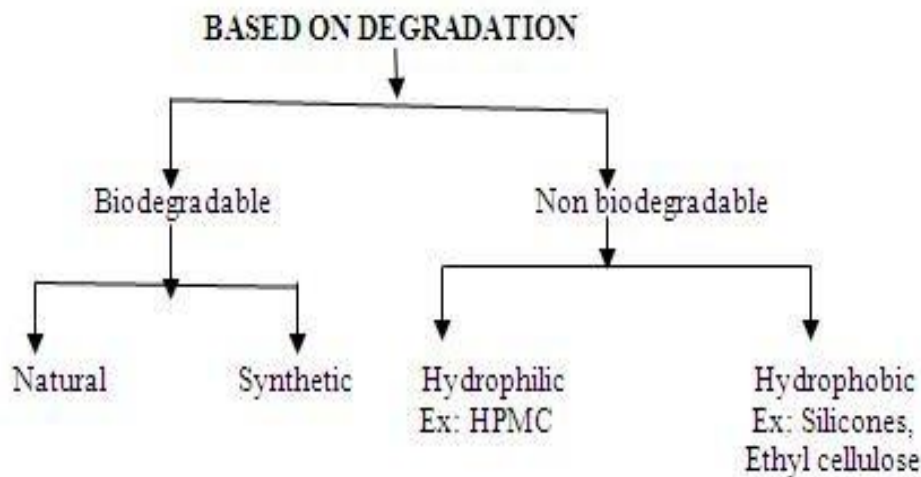 BASED ON DEGRADATION
Biodegradable
Non biodegradable
Natural
Synthetic
Hydrophilic
Ex: HPMC
Hydrophobic
Ex: Silicones,
Ethyl cellulose